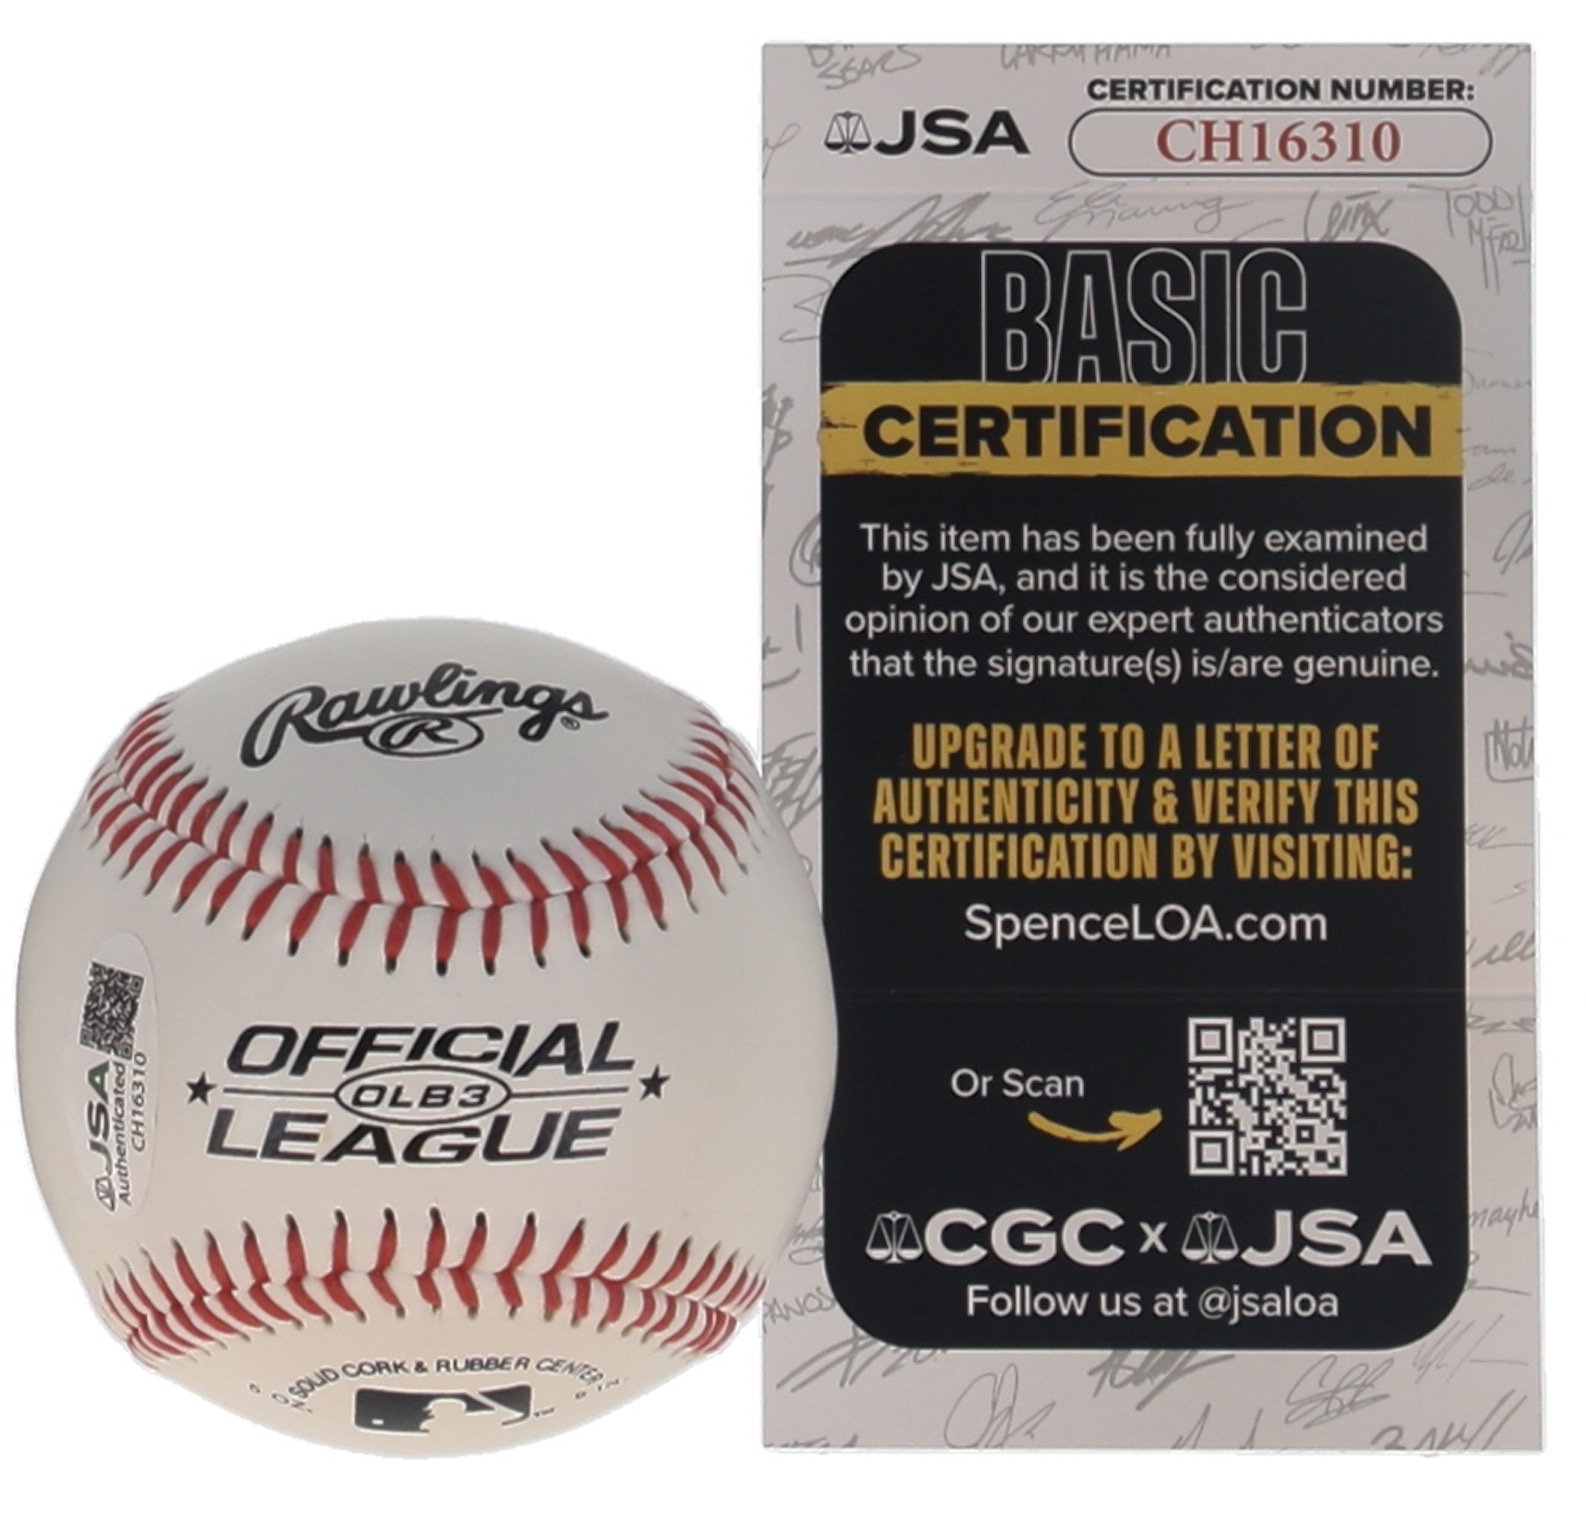 CERTIFICATION NUMBER:
JSA
CH16310
BASIC
CERTIFICATION
This item has been fully examined
by JSA, and it is the considered
opinion of our expert authenticators
that the signature(s) is/are genuine.
UPGRADE TO A LETTER OF
AUTHENTICITY & VERIFY THIS
CERTIFICATION BY VISITING:
SpenceLOA.com
Or Scan
CGC x JSA
Follow us at @jsaloa
Rawlings®
R
OFFICIAL
OLB3
LEAGUE
SOLID CORK & RUBBER CENTER
JSA
Authenticated
CH16310